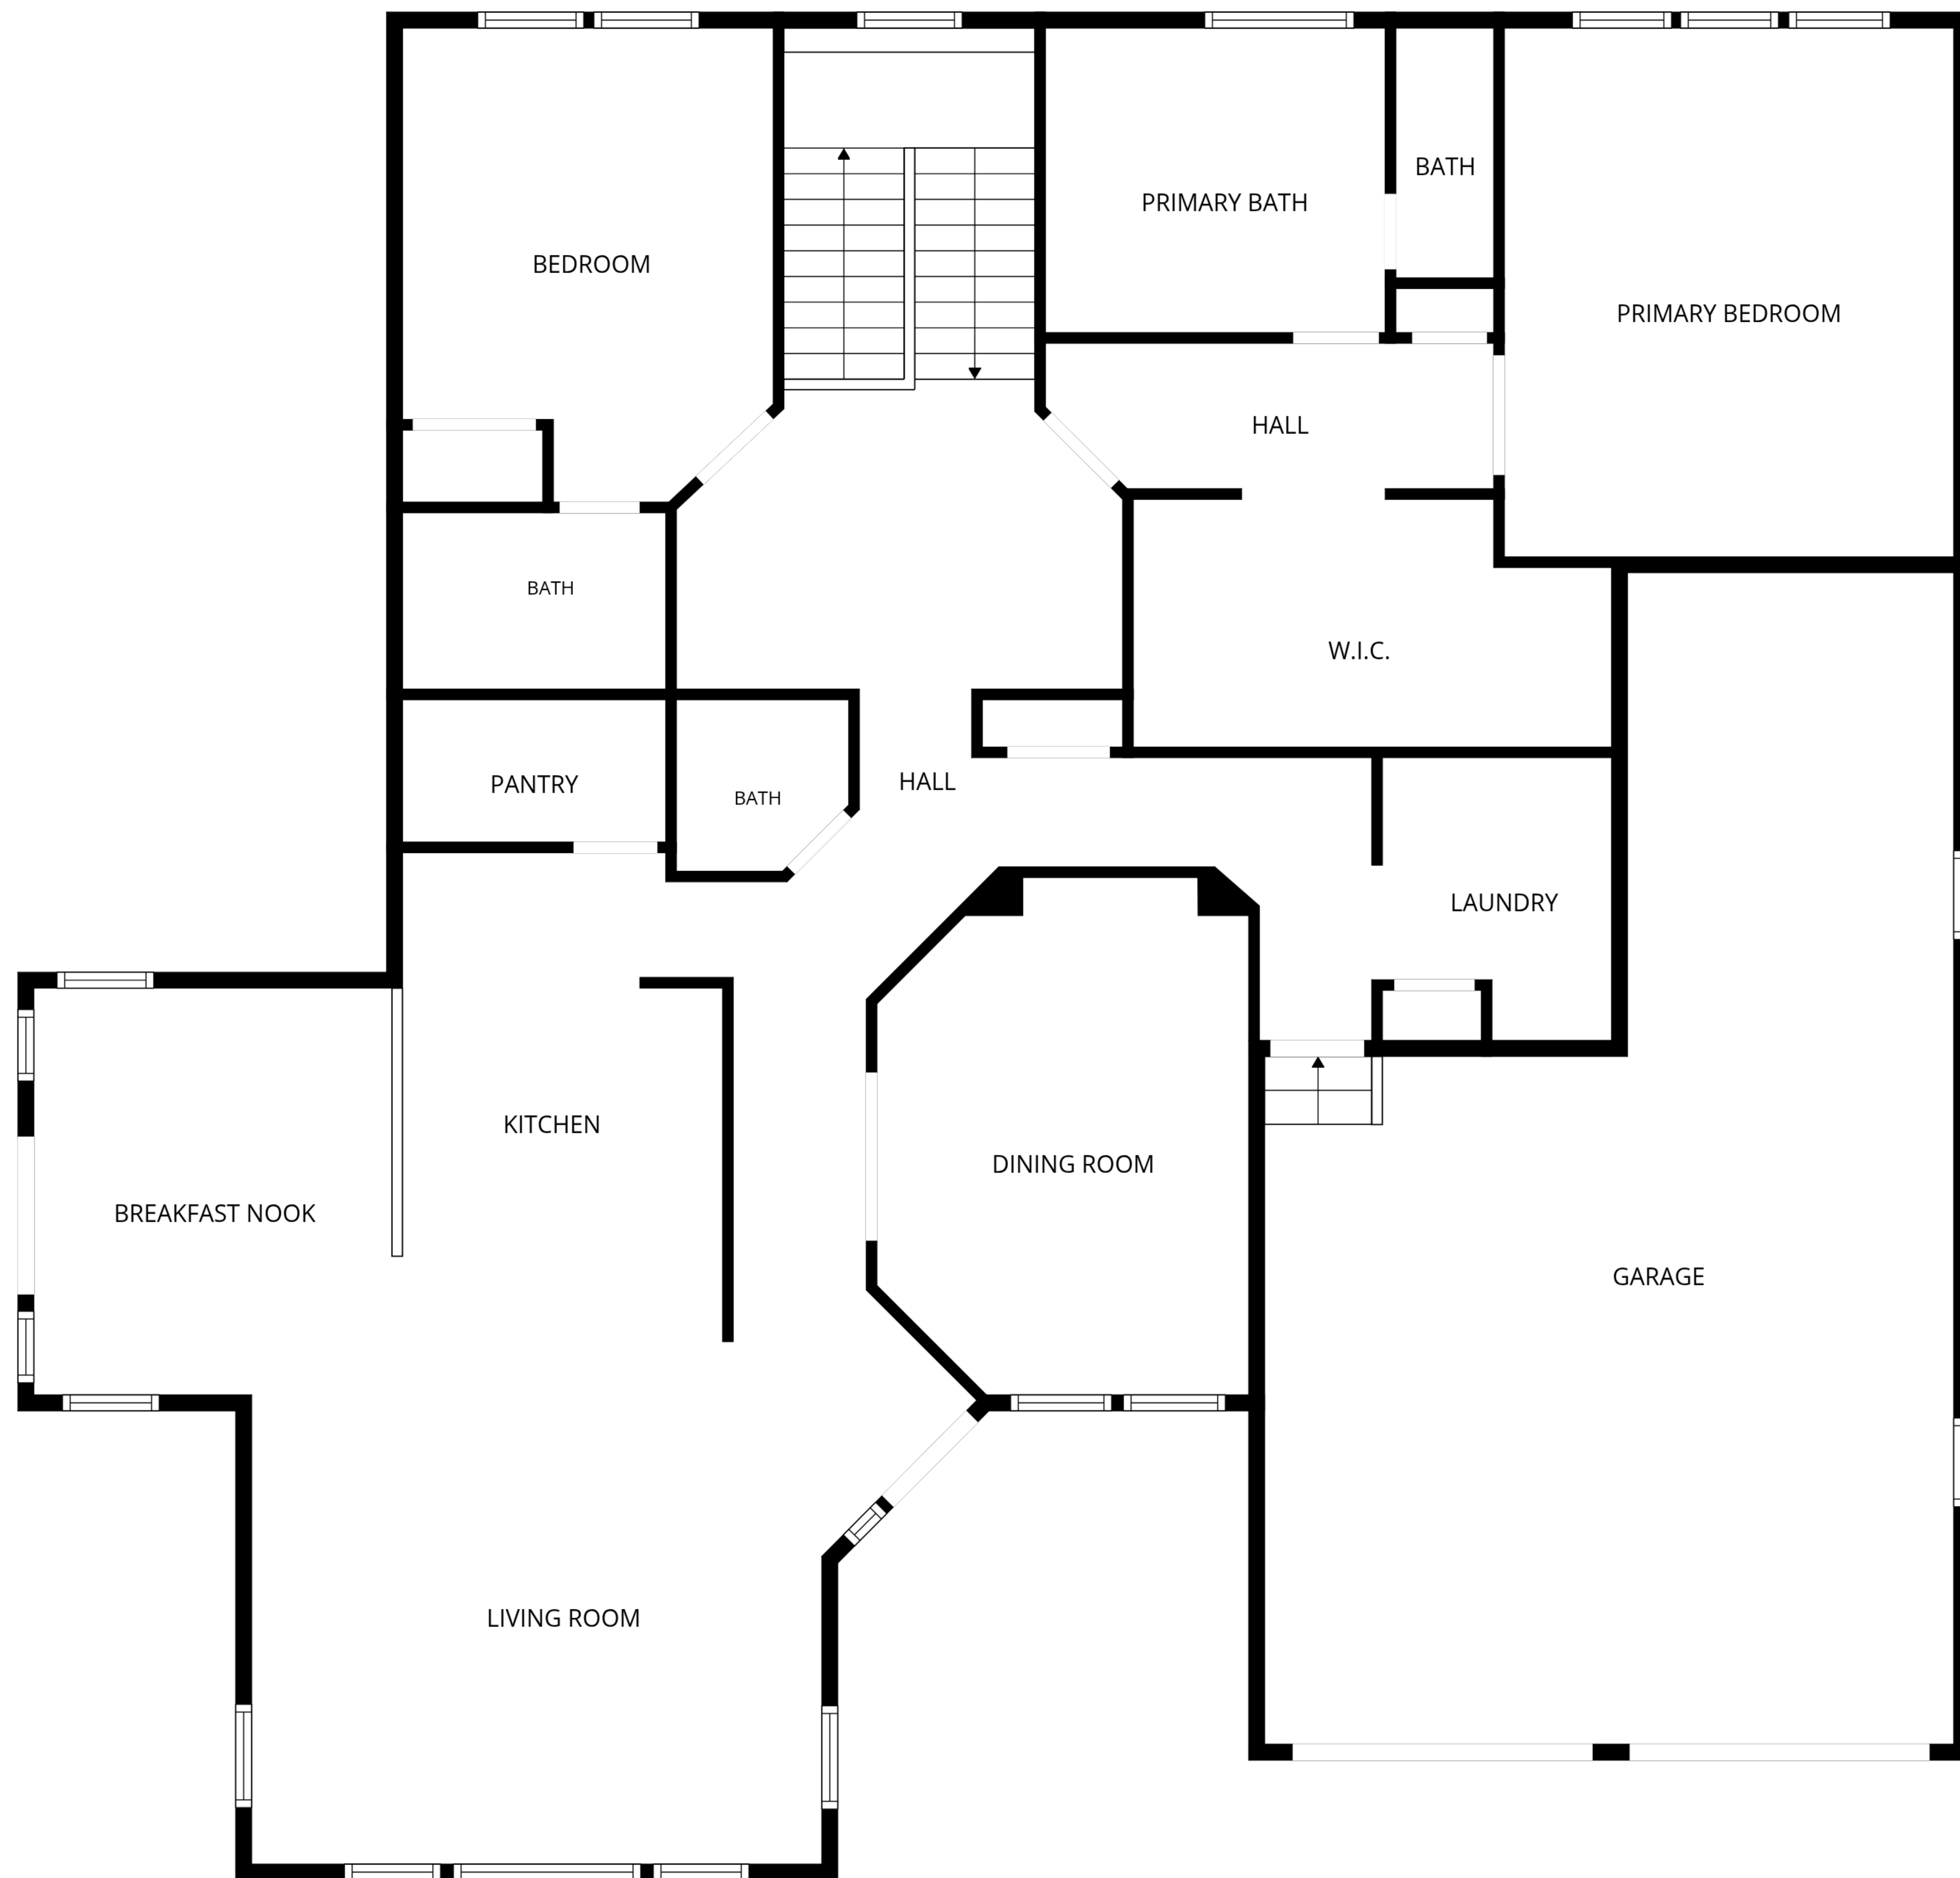 BATH
PRIMARY BATH
BEDROOM
PRIMARY BEDROOM
HALL
BATH
W.I.C.
HALL
PANTRY
BATH
LAUNDRY
KITCHEN
DINING ROOM
BREAKFAST NOOK
GARAGE
LIVING ROOM